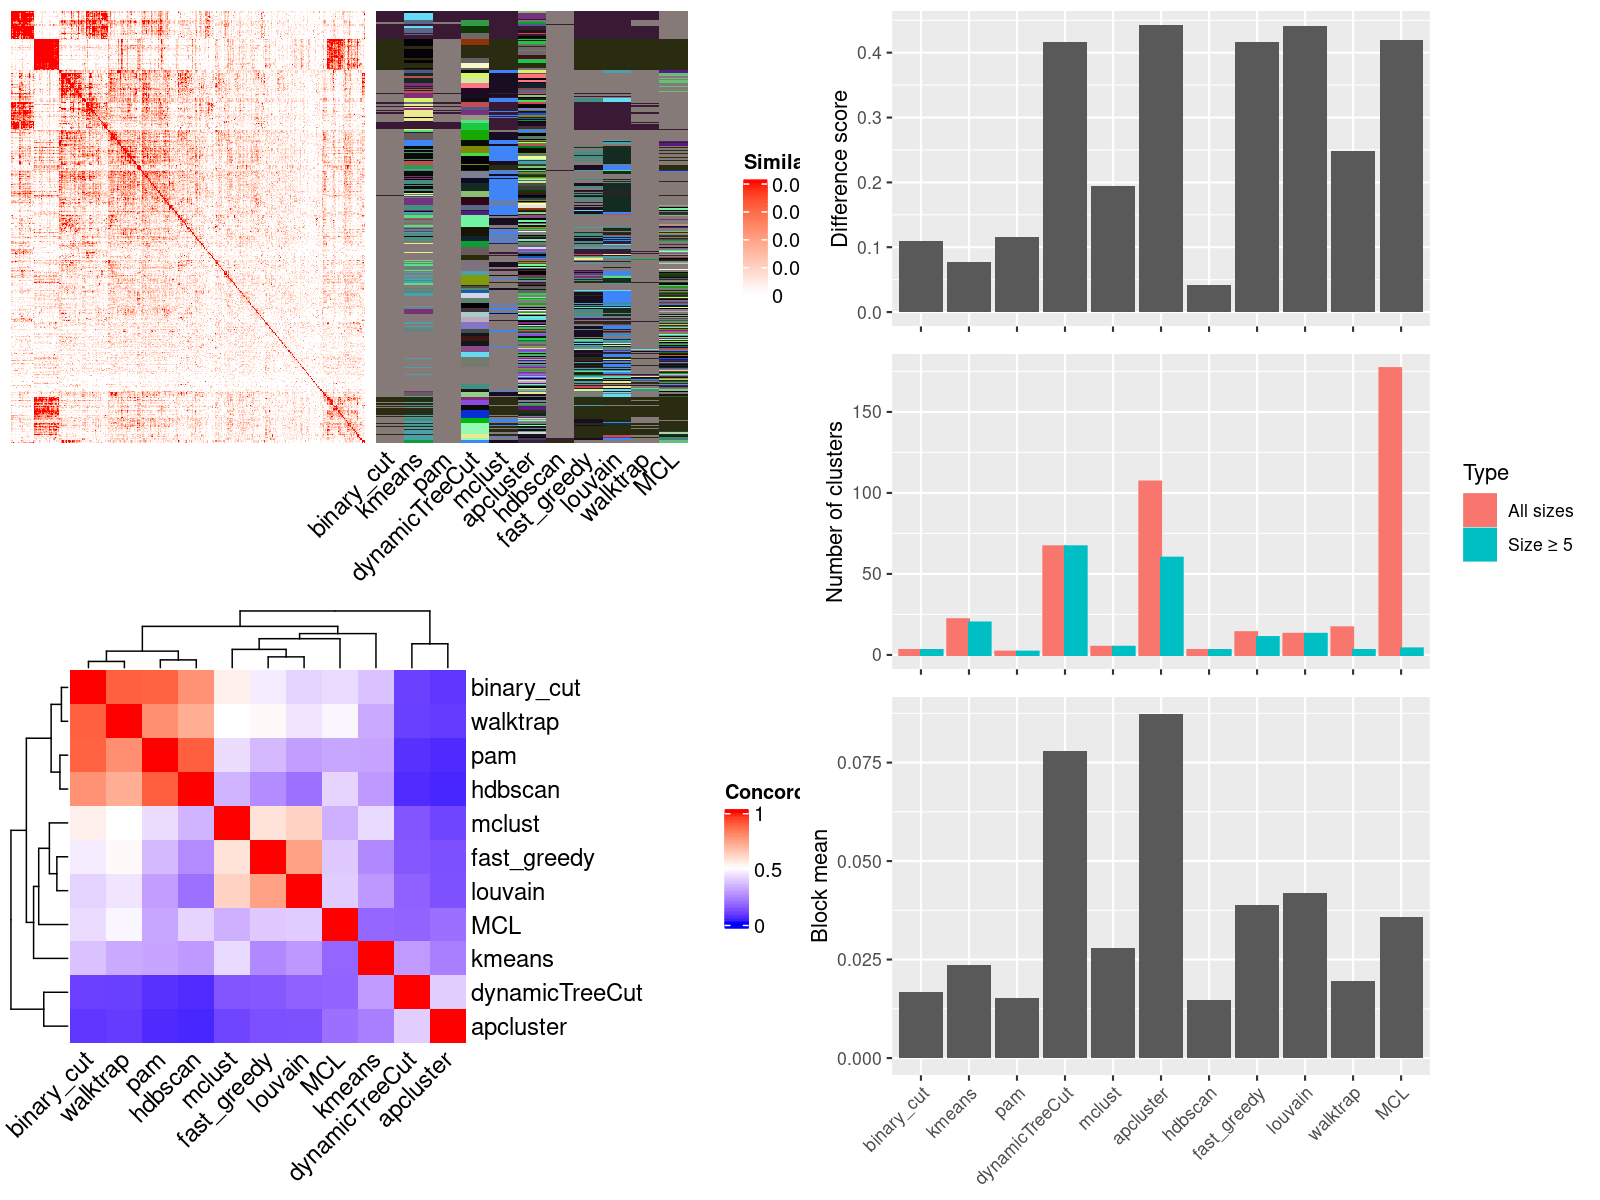 Simila
0.0
0.0
0.0
0.0
0
binary_cut
kmeans
pam
dynamicTreeCut
mclust
apcluster
hdbscan
fast_greedy
louvain
walktrap
MCL
Difference score
0.4
0.3
0.2
0.1
0.0
Number of clusters
150
100
50
0
Type
All sizes
Size ≥ 5
binary_cut
walktrap
pam
hdbscan
mclust
fast_greedy
louvain
MCL
kmeans
dynamicTreeCut
apcluster
binary_cut
walktrap
pam
hdbscan
mclust
fast_greedy
louvain
MCL
kmeans
dynamicTreeCut
apcluster
Concord
1
0.5
0
Block mean
0.075
0.050
0.025
0.000
binary_cut
kmeans
pam
dynamicTreeCut
mclust
apcluster
hdbscan
fast_greedy
louvain
walktrap
MCL